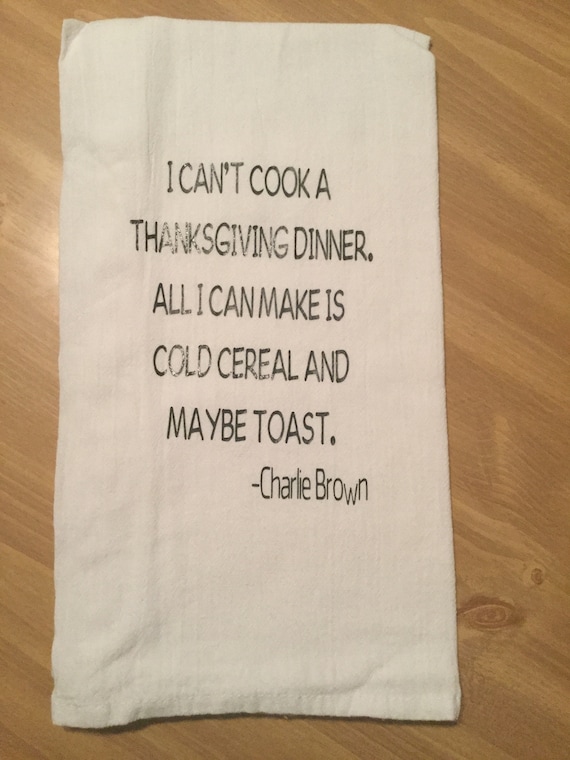 I CAN'T COOK A
THANKSGIVING DINNER.
ALL I CAN MAKE IS
COLD CEREAL AND
MAYBE TOAST.
-Charlie Brown